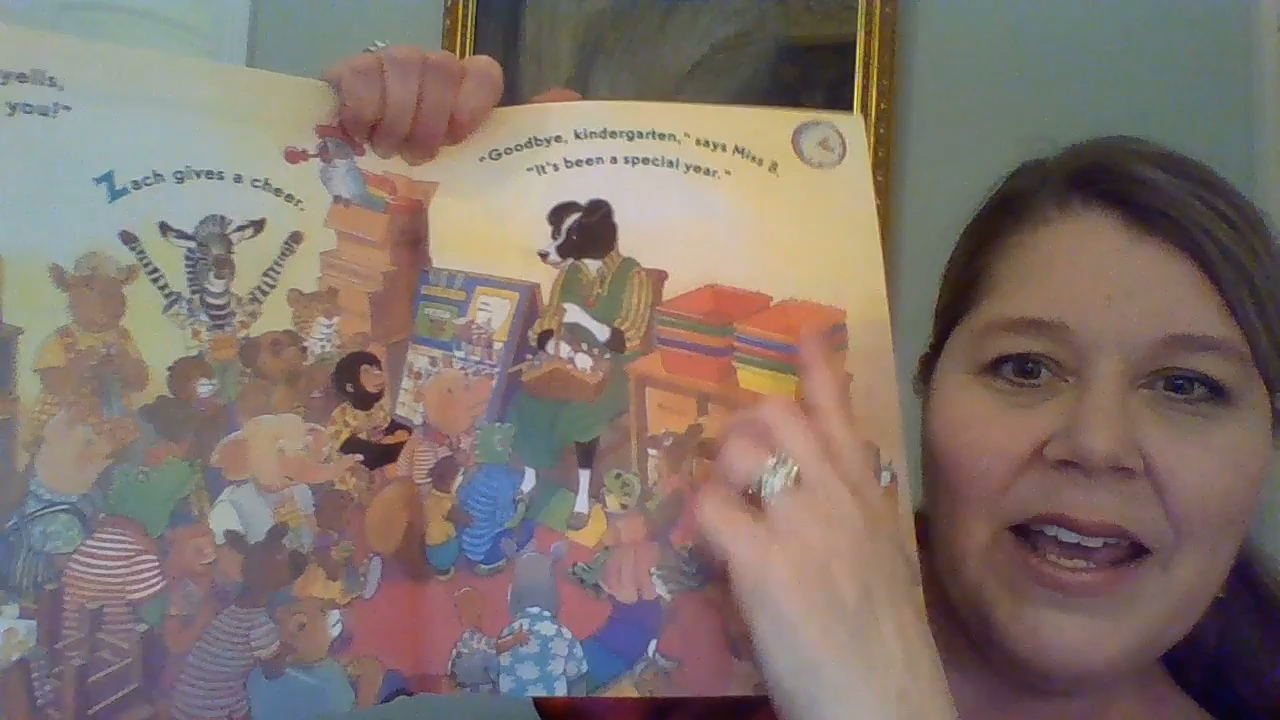 yells,
you!"
Zach gives a cheer.
"Goodbye, kindergarten," says Miss B.
"It's been a special year."